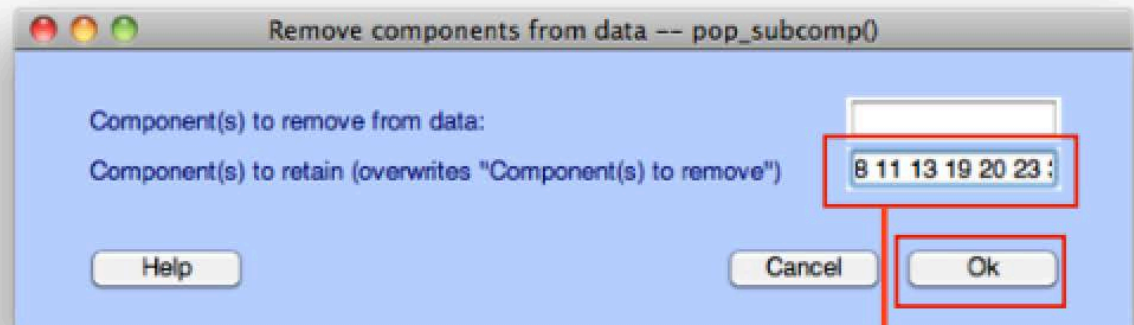 Remove components from data -- pop_subcomp()
Component(s) to remove from data:
Component(s) to retain (overwrites "Component(s) to remove")
8 11 13 19 20 23
Help
Cancel
Ok